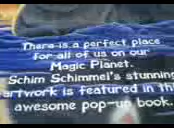 There is a perfect place
for all of us on our
Magic Planet.
Schim Schimmel's stunning
artwork is featured in this
awesome pop-up book.